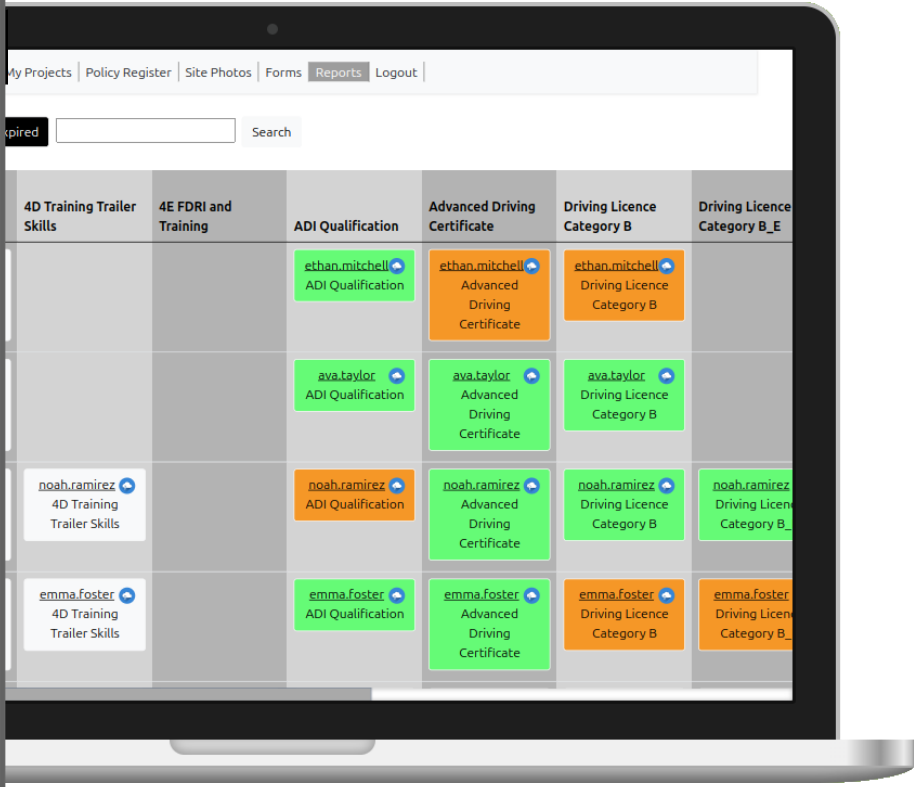 My Projects Policy Register Site Photos Forms Reports Logout
xpired Search
4D Training Trailer
Skills
4E FDRI and
Training
ADI Qualification
Advanced Driving
Certificate
Driving Licence
Category B
Driving Licence
Category B_E
ethan.mitchell
ADI Qualification
ethan.mitchell
Advanced
Driving
Certificate
ethan.mitchell
Driving Licence
Category B
ava.taylor
ADI Qualification
ava.taylor
Advanced
Driving
Certificate
ava.taylor
Driving Licence
Category B
noah.ramirez
4D Training
Trailer Skills
noah.ramirez
ADI Qualification
noah.ramirez
Advanced
Driving
Certificate
noah.ramirez
Driving Licence
Category B
noah.ramirez
Driving Licen
Category B_
emma.foster
4D Training
Trailer Skills
emma.foster
ADI Qualification
emma.foster
Advanced
Driving
Certificate
emma.foster
Driving Licence
Category B
emma.foster
Driving Licen
Category B_